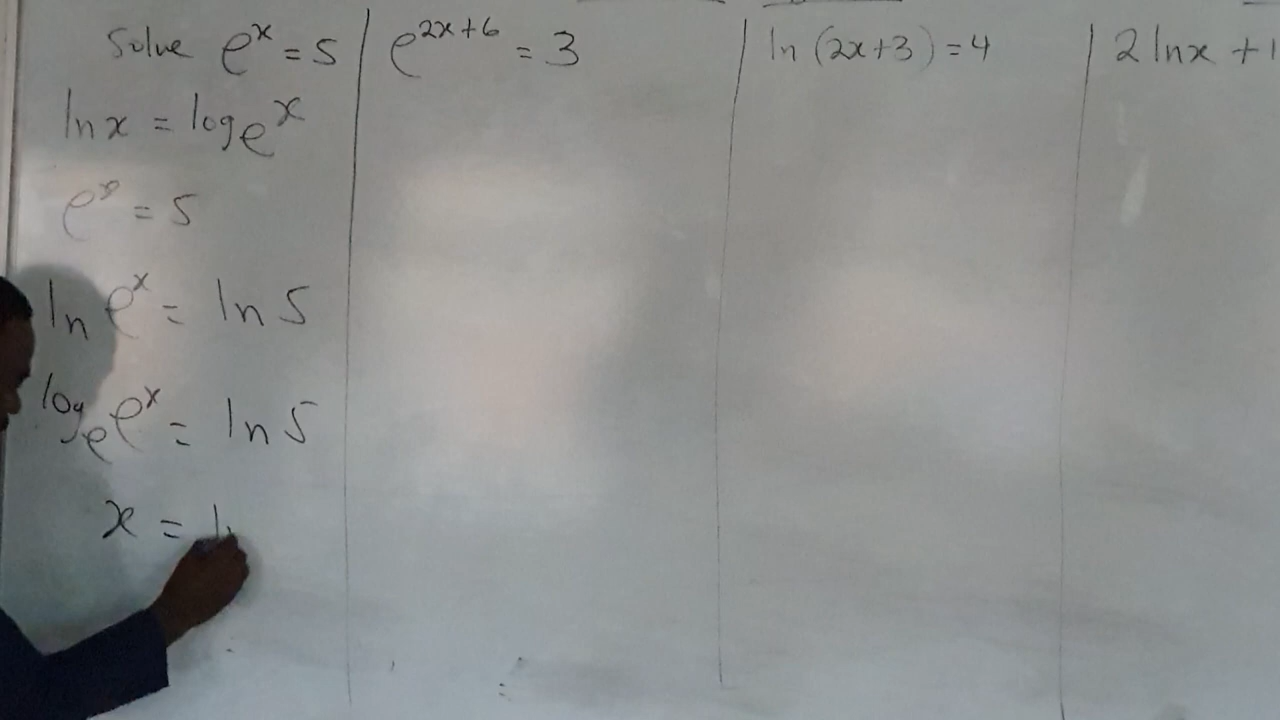 Solve e^x = 5
ln x = log_e x
e^x = 5
ln e^x = ln 5
log_e e^x = ln 5
x = l
e^{2x+6} = 3
ln (2x+3) = 4
2 ln x + 1